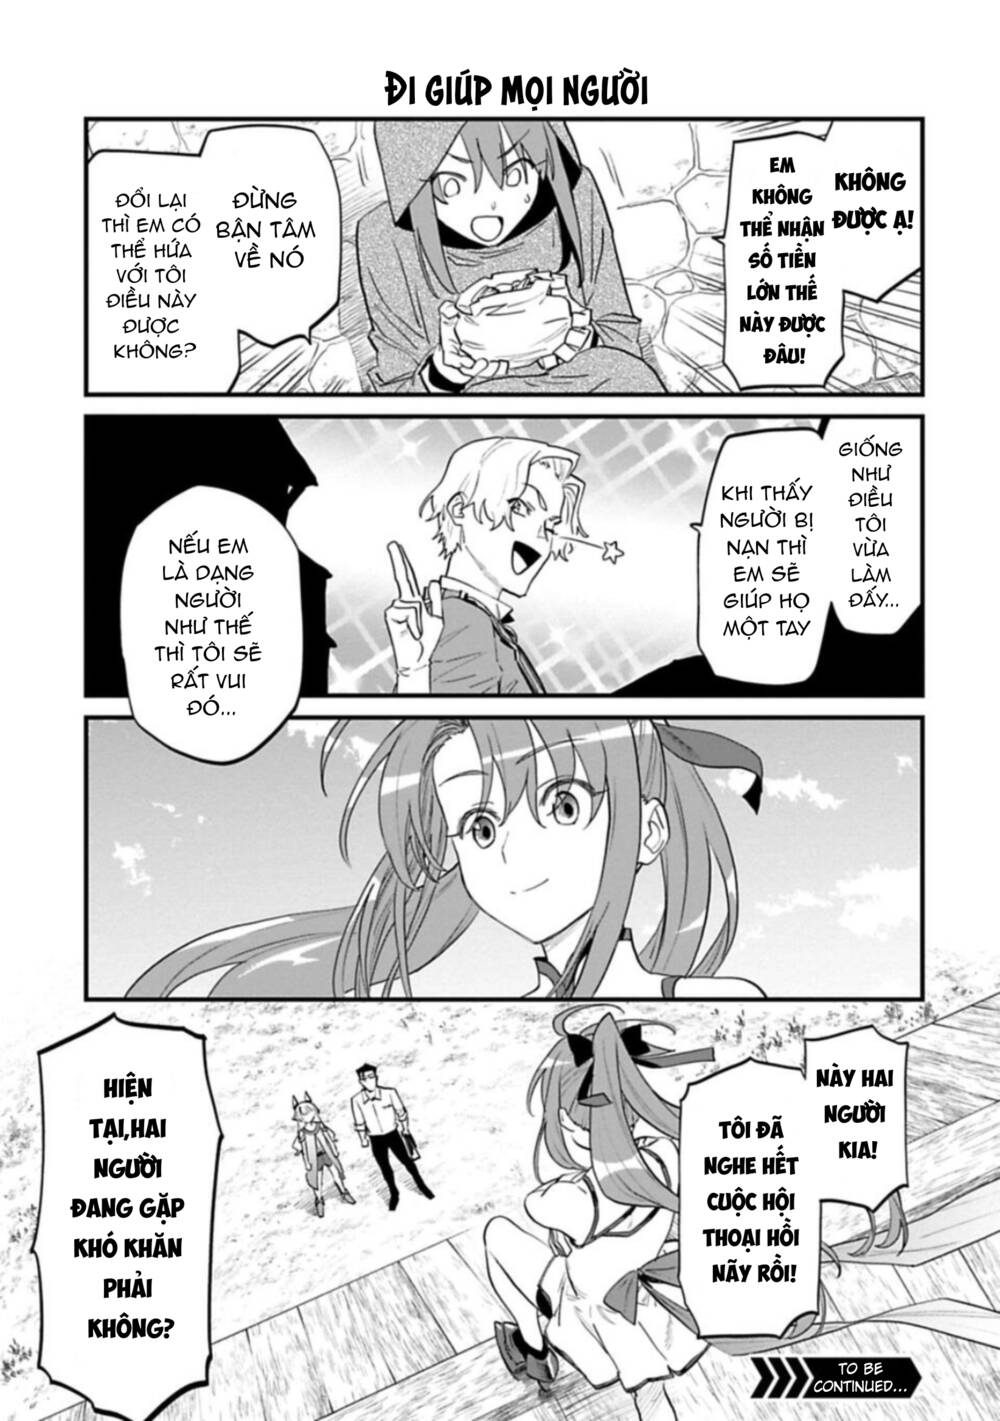 ĐI GIÚP MỌI NGƯỜI
KHÔNG
ĐƯỢC Ạ!
EM
KHÔNG
THỂ NHẬN
SỐ TIỀN
LỚN THẾ
NÀY ĐƯỢC
ĐÂU!
ĐỪNG
BẬN TÂM
VỀ NÓ
ĐỔI LẠI
THÌ EM CÓ
THỂ HỨA
VỚI TÔI
ĐIỀU NÀY
ĐƯỢC
KHÔNG?
GIỐNG
NHƯ
ĐIỀU
TÔI
VỪA
LÀM
ĐẤY...
KHI THẤY
NGƯỜI BỊ
NẠN THÌ
EM SẼ
GIÚP HỌ
MỘT TAY
NẾU EM
LÀ DẠNG
NGƯỜI
NHƯ THẾ
THÌ TÔI SẼ
RẤT VUI
ĐÓ...
NÀY HAI
NGƯỜI
KIA!
TÔI ĐÃ
NGHE HẾT
CUỘC HỘI
THOẠI HỒI
NÃY RỒI!
HIỆN
TẠI,HAI
NGƯỜI
ĐANG GẶP
KHÓ KHĂN
PHẢI
KHÔNG?
TO BE
CONTINUED...